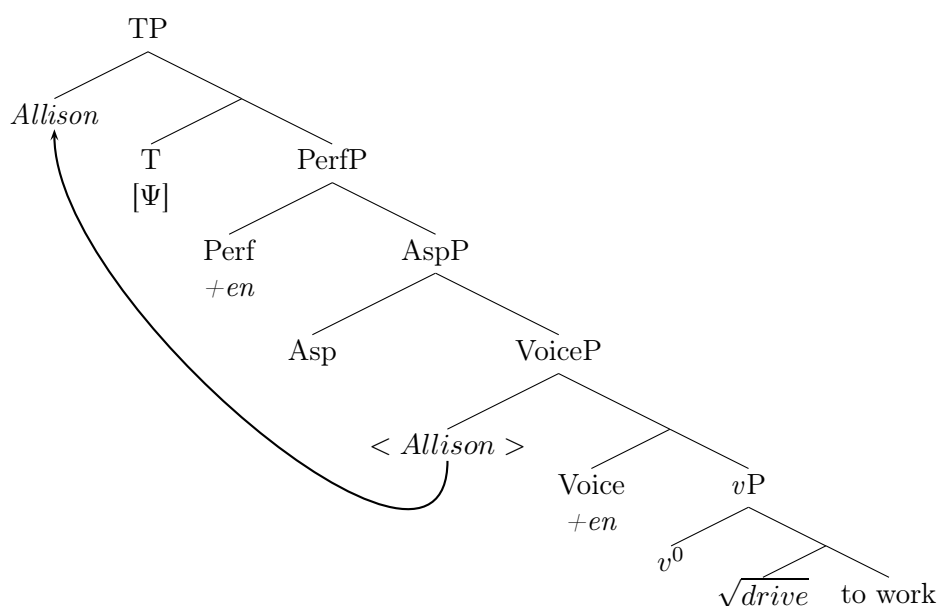 TP
Allison
T
[Ψ]
PerfP
Perf
+en
AspP
Asp
VoiceP
< Allison >
Voice
+en
vP
v⁰
√drive
to work